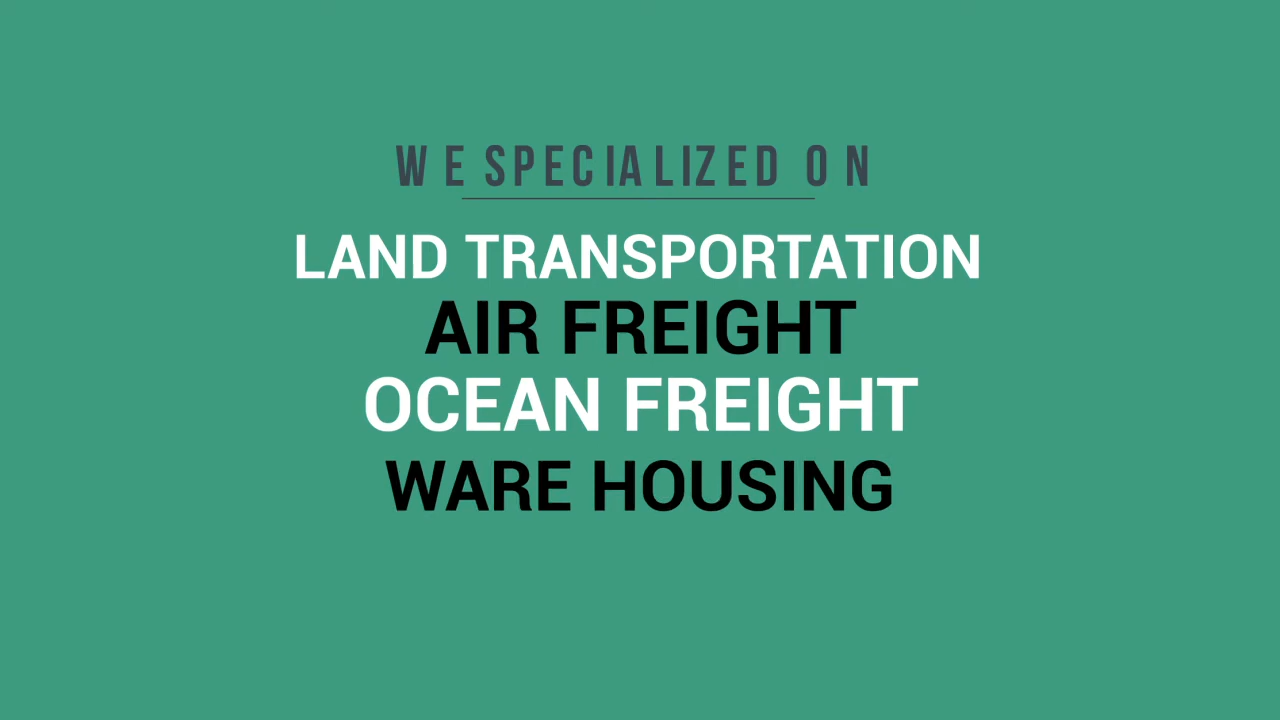 WE SPECIALIZED ON
LAND TRANSPORTATION
AIR FREIGHT
OCEAN FREIGHT
WARE HOUSING